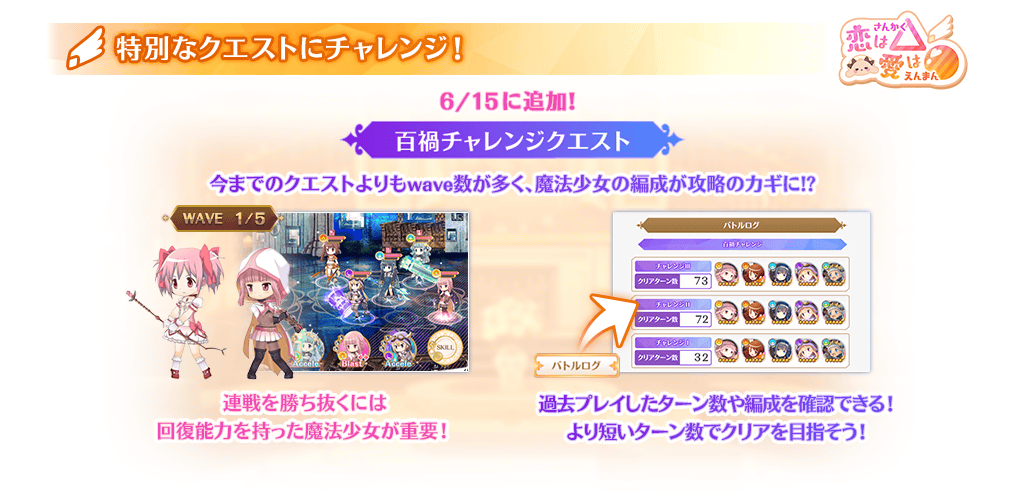 特別なクエストにチャレンジ！
恋は
さんかく
愛は
えんまん
6/15に追加！
百禍チャレンジクエスト
今までのクエストよりもwave数が多く、魔法少女の編成が攻略の力ギに!?
WAVE 1/5
Accele
Blast
Accele
SKILL
連戦を勝ち抜くには
回復能力を持った魔法少女が重要！
バトルログ
百禍チャレンジ
チャレンジⅢ
クリアターン数 73
チャレンジⅡ
クリアターン数 72
チャレンジⅠ
クリアターン数 32
バトルログ
過去プレイしたターン数や編成を確認できる！
より短いターン数でクリアを目指そう！